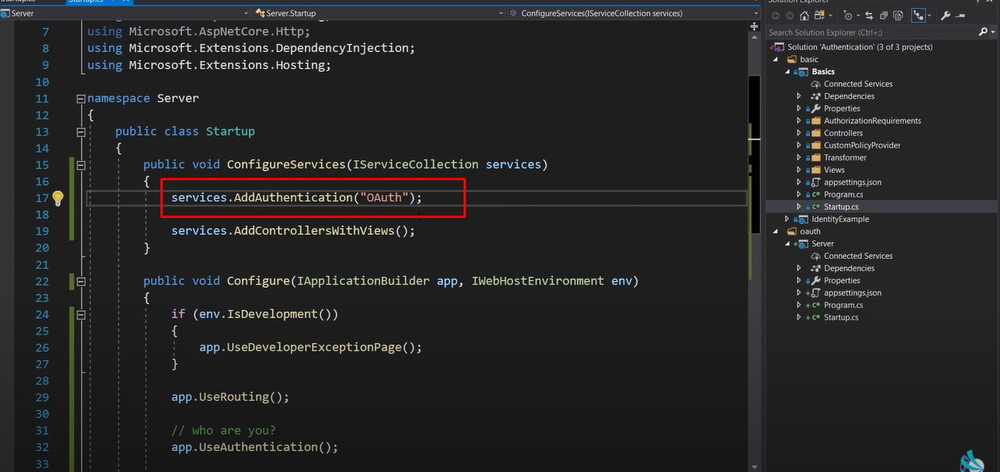 Startup.cs
Startup.cs
Server
Server.Startup
ConfigureServices(IServiceCollection services)
7 using Microsoft.AspNetCore.Http;
8 using Microsoft.Extensions.DependencyInjection;
9 using Microsoft.Extensions.Hosting;
10
11 namespace Server
12 {
13 public class Startup
14 {
15 public void ConfigureServices(IServiceCollection services)
16 {
17 services.AddAuthentication("OAuth");
18
19 services.AddControllersWithViews();
20 }
21
22 public void Configure(IApplicationBuilder app, IWebHostEnvironment env)
23 {
24 if (env.IsDevelopment())
25 {
26 app.UseDeveloperExceptionPage();
27 }
28
29 app.UseRouting();
30
31 // who are you?
32 app.UseAuthentication();
33
Solution Explorer
Search Solution Explorer (Ctrl+;)
Solution 'Authentication' (3 of 3 projects)
basic
Basics
Connected Services
Dependencies
Properties
AuthorizationRequirements
Controllers
CustomPolicyProvider
Transformer
Views
appsettings.json
Program.cs
Startup.cs
IdentityExample
oauth
Server
Connected Services
Dependencies
Properties
appsettings.json
Program.cs
Startup.cs